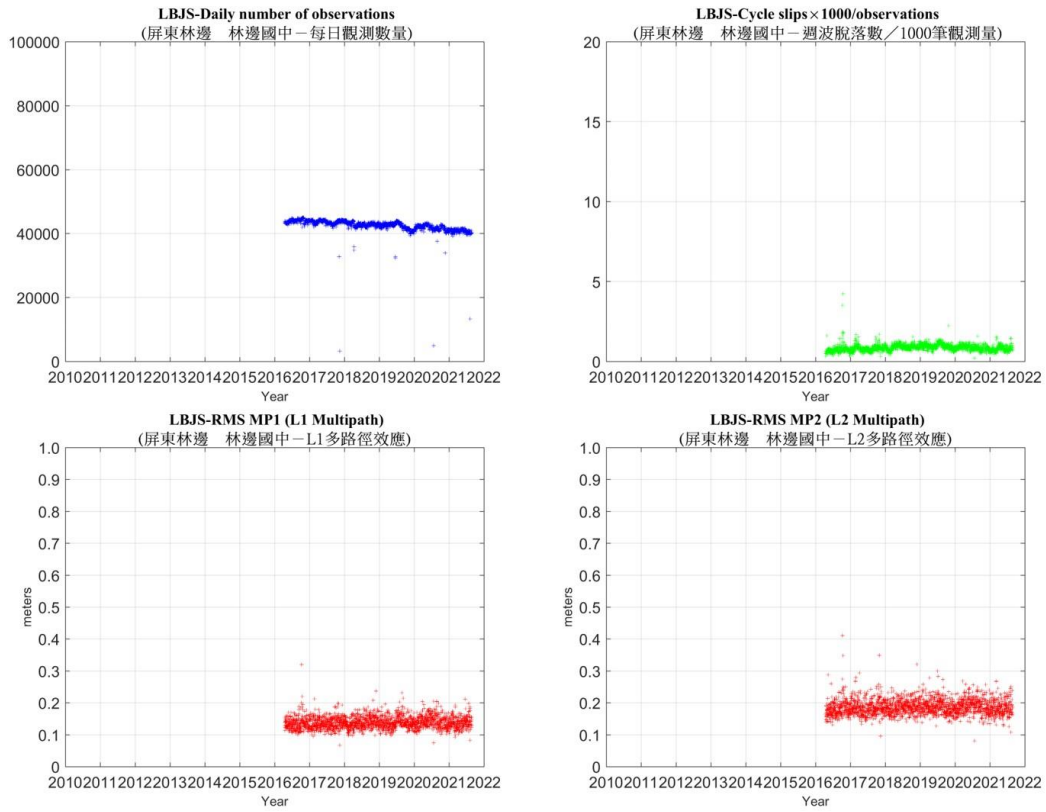 LBJS-Daily number of observations
(屏東林邊　林邊國中－每日觀測數量)
100000
80000
60000
40000
20000
0
2010 2011 2012 2013 2014 2015 2016 2017 2018 2019 2020 2021 2022
Year
LBJS-Cycle slips×1000/observations
(屏東林邊　林邊國中－週波脫落數／1000筆觀測量)
20
15
10
5
0
2010 2011 2012 2013 2014 2015 2016 2017 2018 2019 2020 2021 2022
Year
LBJS-RMS MP1 (L1 Multipath)
(屏東林邊　林邊國中－L1多路徑效應)
1.0
0.9
0.8
0.7
0.6
0.5
0.4
0.3
0.2
0.1
0
meters
2010 2011 2012 2013 2014 2015 2016 2017 2018 2019 2020 2021 2022
Year
LBJS-RMS MP2 (L2 Multipath)
(屏東林邊　林邊國中－L2多路徑效應)
1.0
0.9
0.8
0.7
0.6
0.5
0.4
0.3
0.2
0.1
0
meters
2010 2011 2012 2013 2014 2015 2016 2017 2018 2019 2020 2021 2022
Year